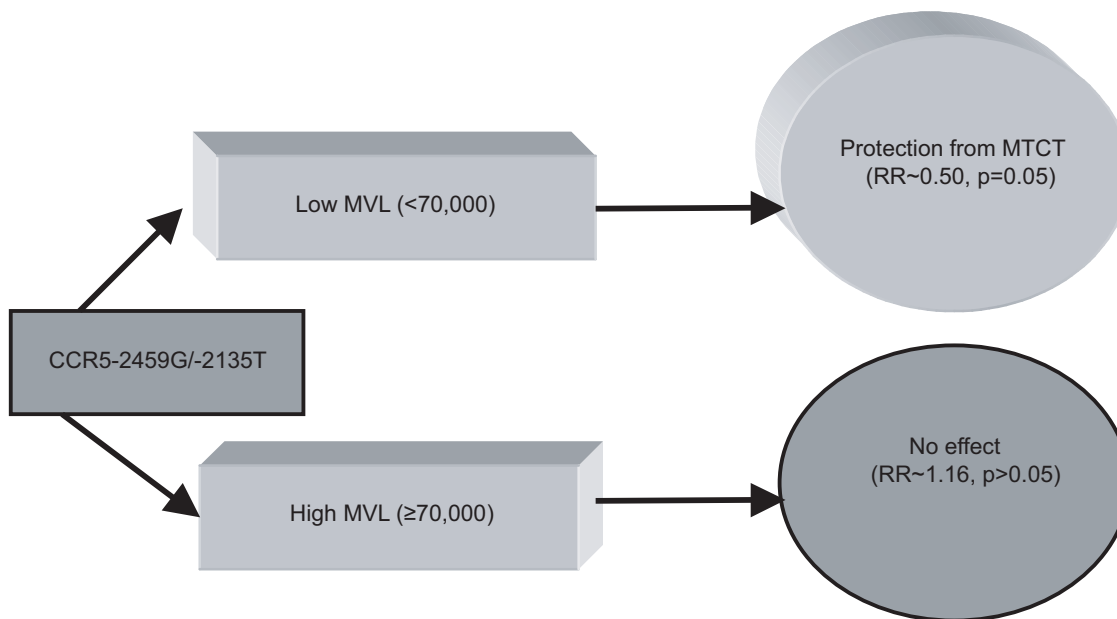 Protection from MTCT
(RR~0.50, p=0.05)
Low MVL (<70,000)
CCR5-2459G/-2135T
No effect
(RR~1.16, p>0.05)
High MVL (≥70,000)